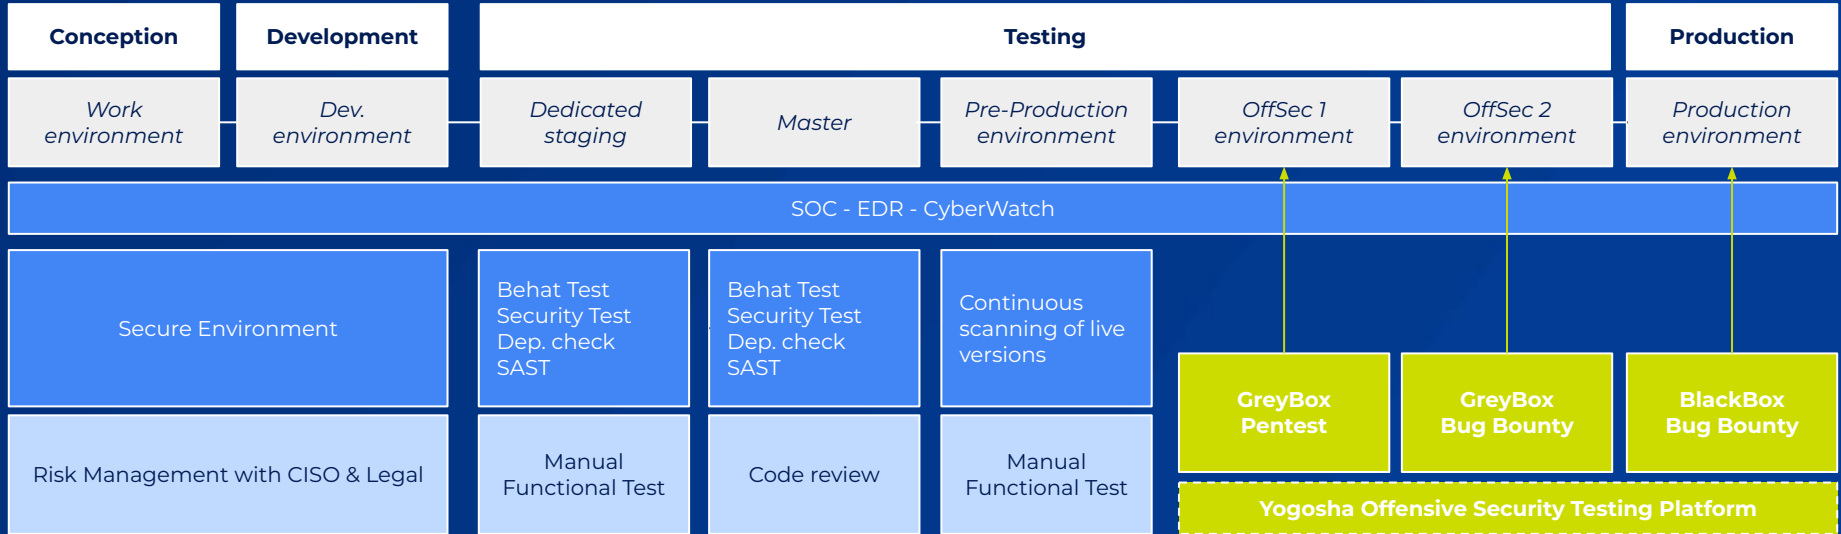 Conception
Development
Testing
Production
Work
environment
Dev.
environment
Dedicated
staging
Master
Pre-Production
environment
OffSec 1
environment
OffSec 2
environment
Production
environment
SOC - EDR - CyberWatch
Secure Environment
Behat Test
Security Test
Dep. check
SAST
Behat Test
Security Test
Dep. check
SAST
Continuous
scanning of live
versions
GreyBox
Pentest
GreyBox
Bug Bounty
BlackBox
Bug Bounty
Risk Management with CISO & Legal
Manual
Functional Test
Code review
Manual
Functional Test
Yogosha Offensive Security Testing Platform